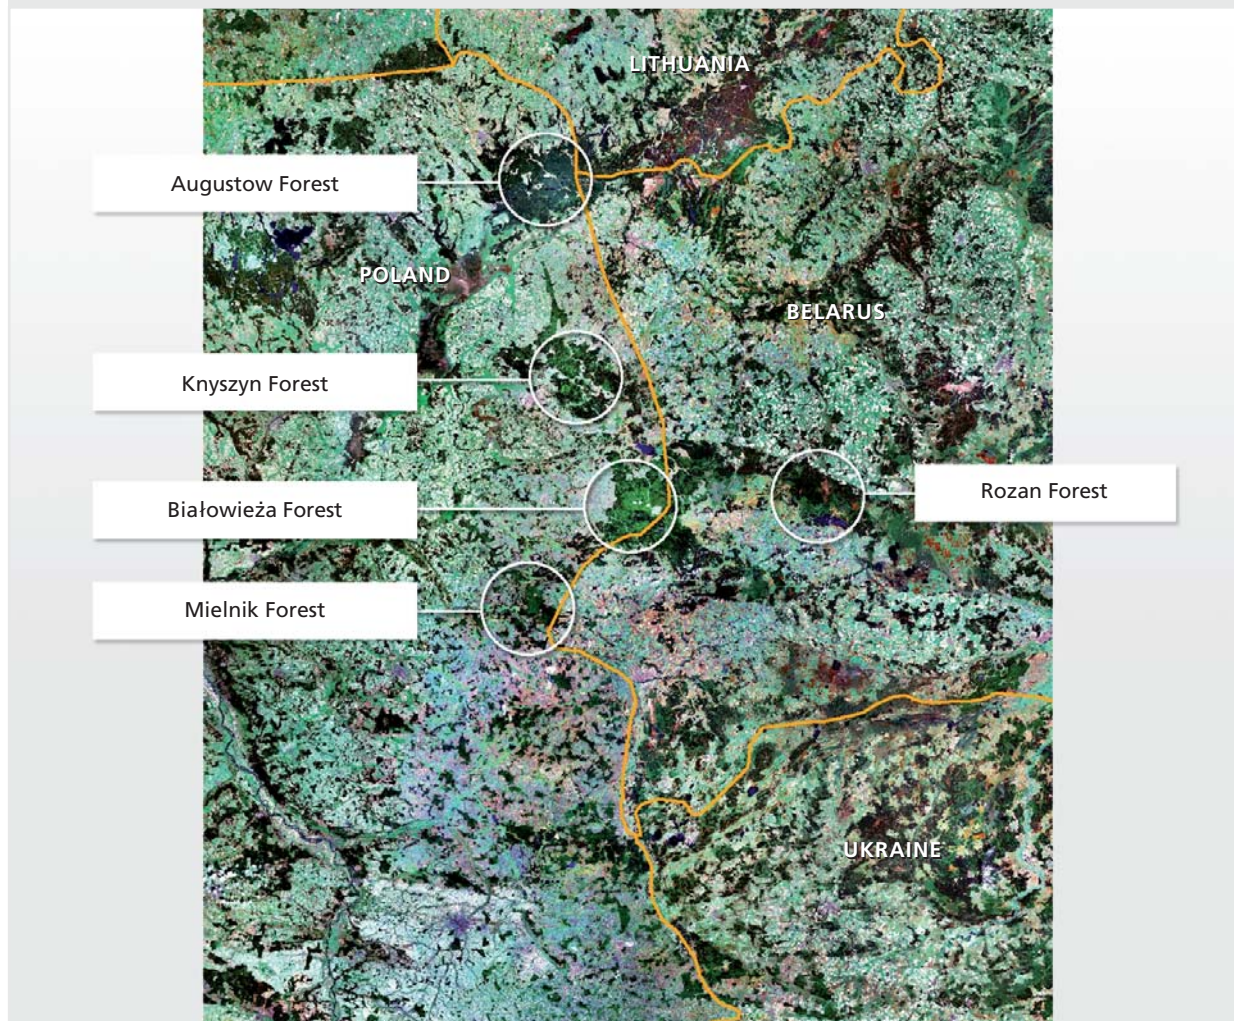 LITHUANIA
Augustow Forest
POLAND
BELARUS
Knyszyn Forest
Białowieża Forest
Rozan Forest
Mielnik Forest
UKRAINE